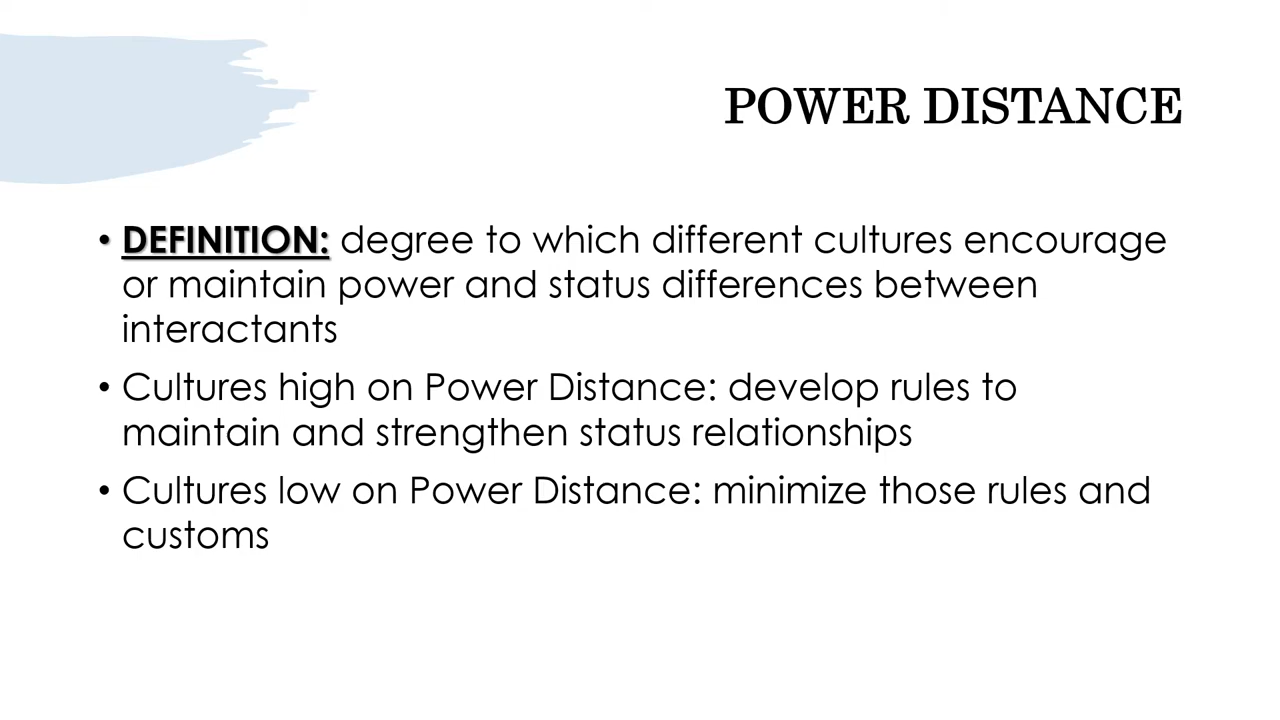 POWER DISTANCE
• DEFINITION: degree to which different cultures encourage
or maintain power and status differences between
interactants
• Cultures high on Power Distance: develop rules to
maintain and strengthen status relationships
• Cultures low on Power Distance: minimize those rules and
customs